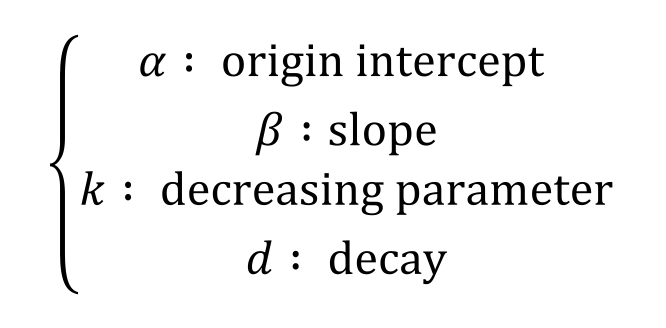 α : origin intercept
β : slope
k : decreasing parameter
d : decay